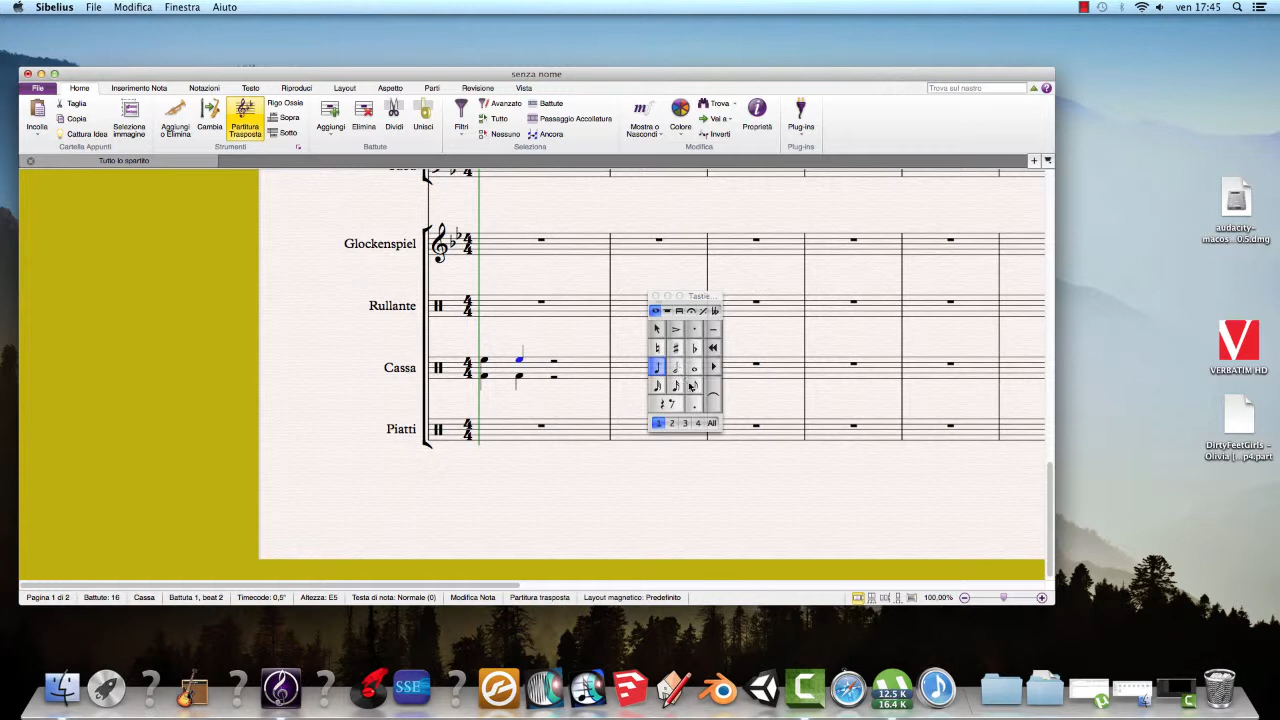 Sibelius File Modifica Finestra Aiuto ven 17:45
senza nome
File Home Inserimento Nota Notazioni Testo Riproduci Layout Aspetto Parti Revisione Vista Trova sul nastro
Incolla Taglia Copia Cattura Idea Seleziona immagine
Cartella Appunti
Aggiungi o Elimina Cambia Partitura Trasposta Rigo Ossie Sopra Sotto
Strumenti
Aggiungi Elimina Dividi Unisci
Battute
Filtri Avanzato Tutto Nessuno Battute Passaggio Accollatura Ancora
Seleziona
Mostra o Nascondi Colore Trova Vai a Inverti Proprietà
Modifica
Plug-ins
Plug-ins
Tutto lo spartito
Glockenspiel
Rullante
Tastie...
Cassa
1 2 3 4 All
Piatti
Pagina 1 di 2 Battute: 16 Cassa Battuta 1, beat 2 Timecode: 0,5" Altezza: E5 Testa di nota: Normale (0) Modifica Nota Partitura trasposta Layout magnetico: Predefinito 100,00%
audacity-
macos...0.5.dmg
VERBATIM HD
DirtyFeetGirls-
Olivia [...p4.part
SSE
12.5 K
16.4 K